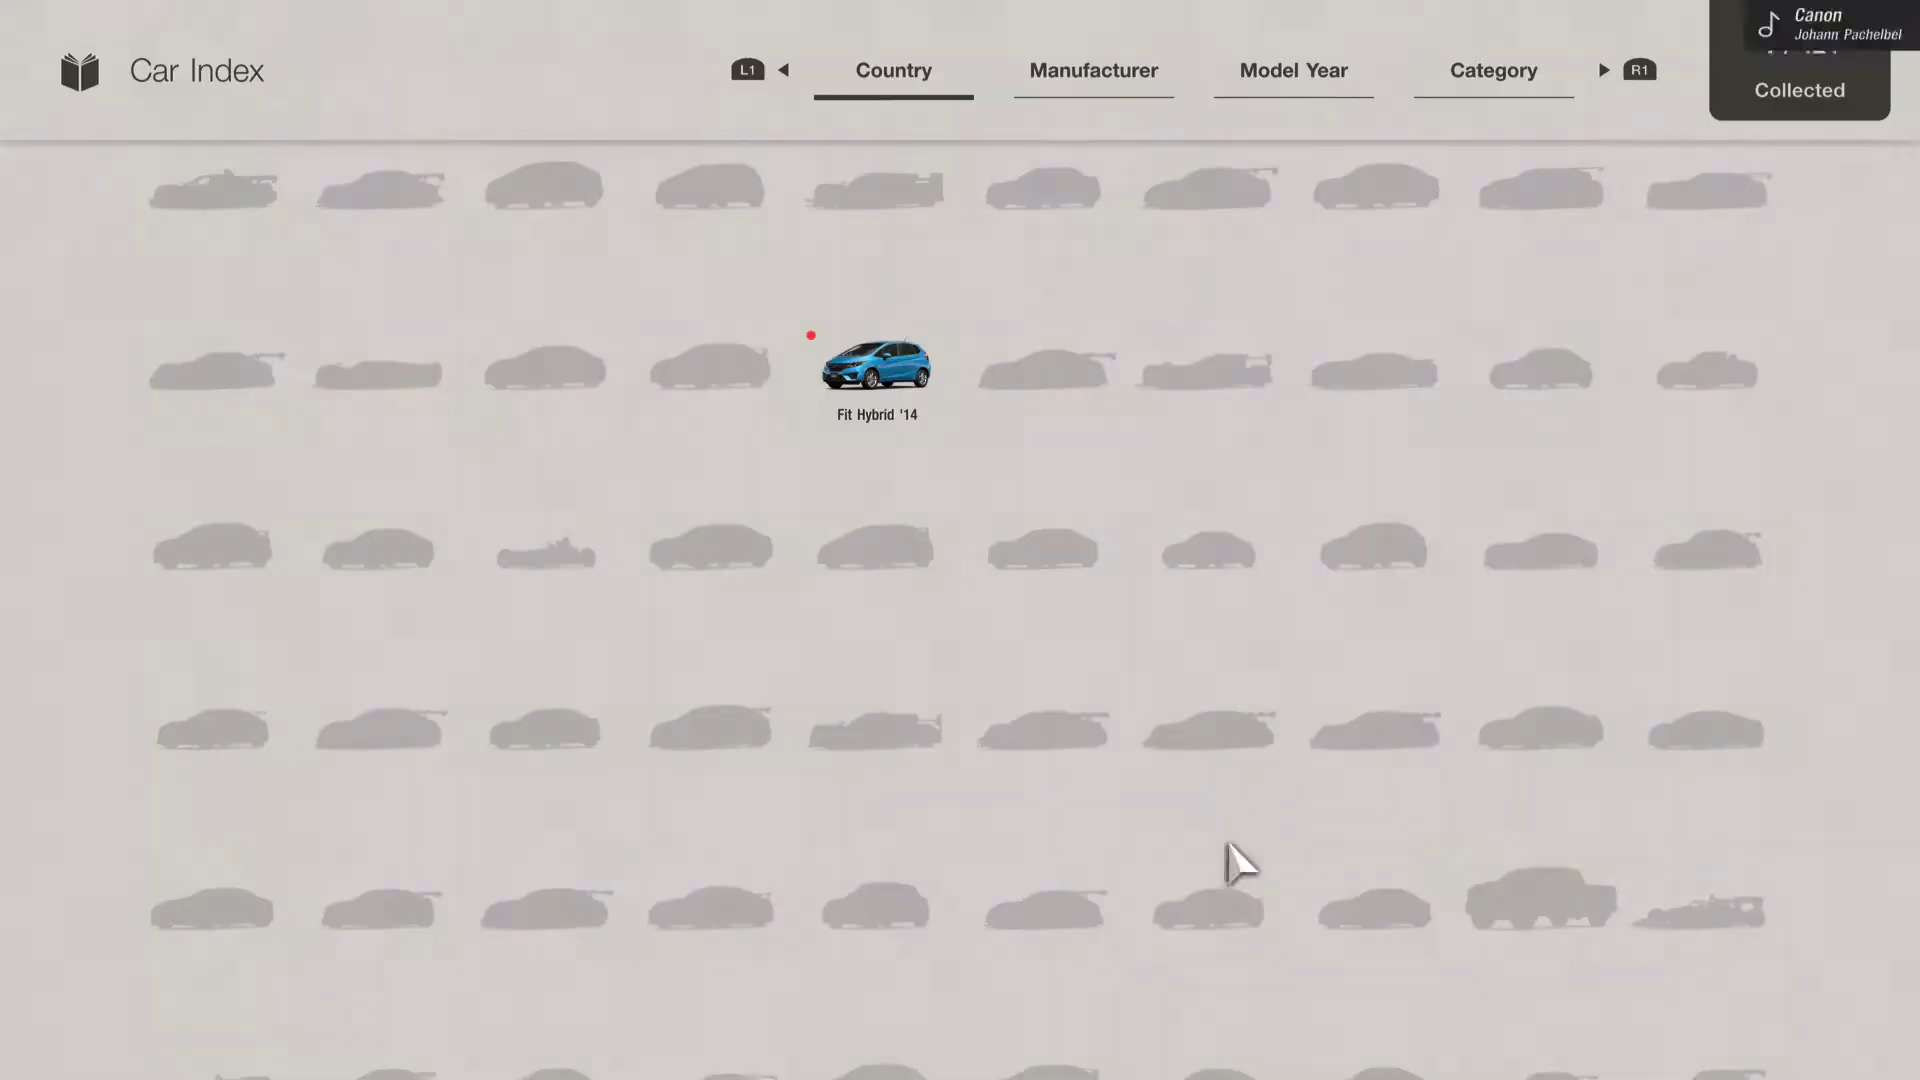 Car Index
L1
Country
Manufacturer
Model Year
Category
R1
Canon
Johann Pachelbel
Collected
Fit Hybrid '14